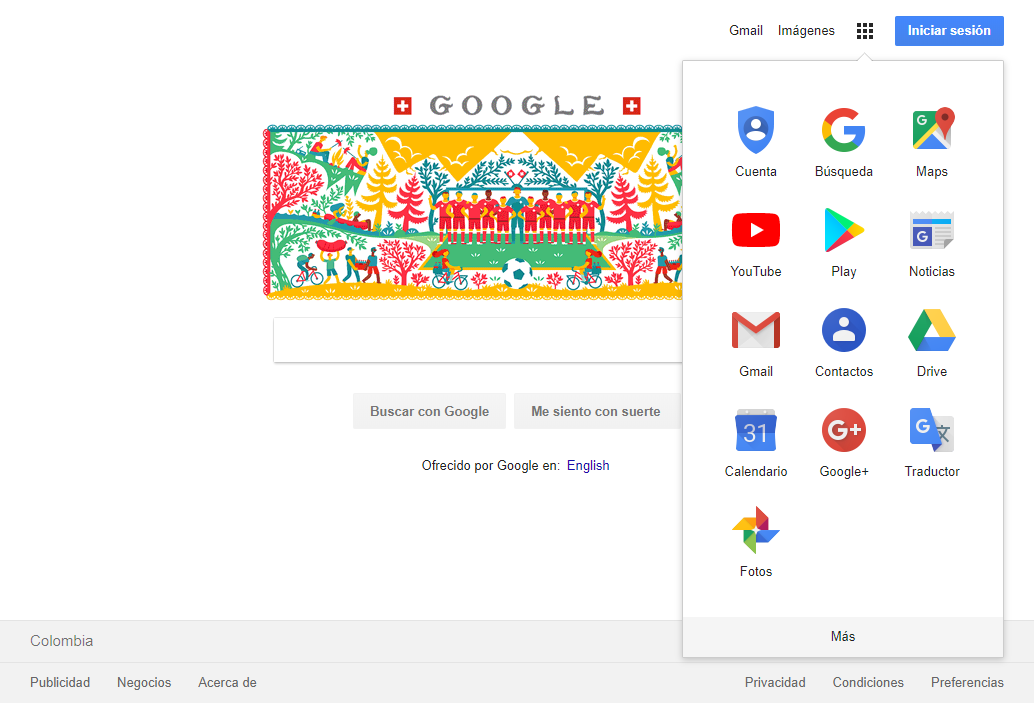 Gmail Imágenes Iniciar sesión
GOOGLE
Cuenta Búsqueda Maps
YouTube Play Noticias
Gmail Contactos Drive
31 G+
Calendario Google+ Traductor
Fotos
Más
Buscar con Google Me siento con suerte
Ofrecido por Google en: English
Colombia
Publicidad Negocios Acerca de
Privacidad Condiciones Preferencias